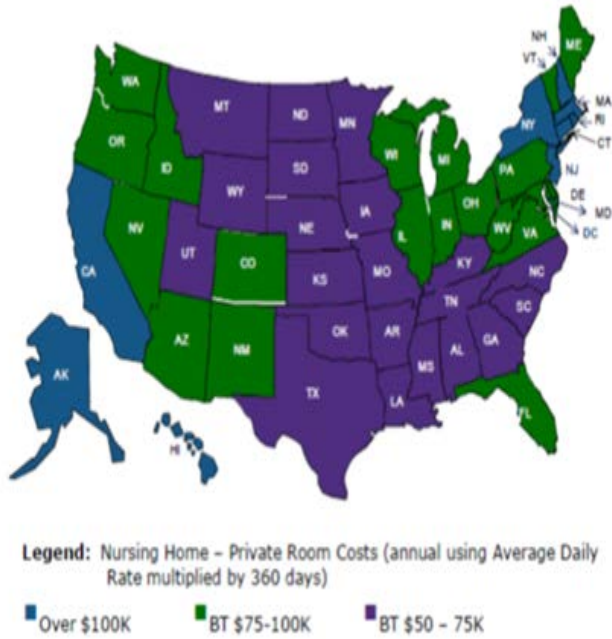 NH
ME
VT
WA
MT
ND
MN
MA
RI
CT
OR
ID
WI
NY
MI
SD
WY
PA
NJ
DE
MD
DC
IA
NE
OH
NV
UT
IL
IN
WV
VA
CO
CA
KS
MO
KY
NC
TN
SC
OK
AR
AZ
NM
GA
AL
MS
TX
LA
FL
AK
HI
Legend: Nursing Home – Private Room Costs (annual using Average Daily
Rate multiplied by 360 days)
Over $100K BT $75-100K BT $50 – 75K